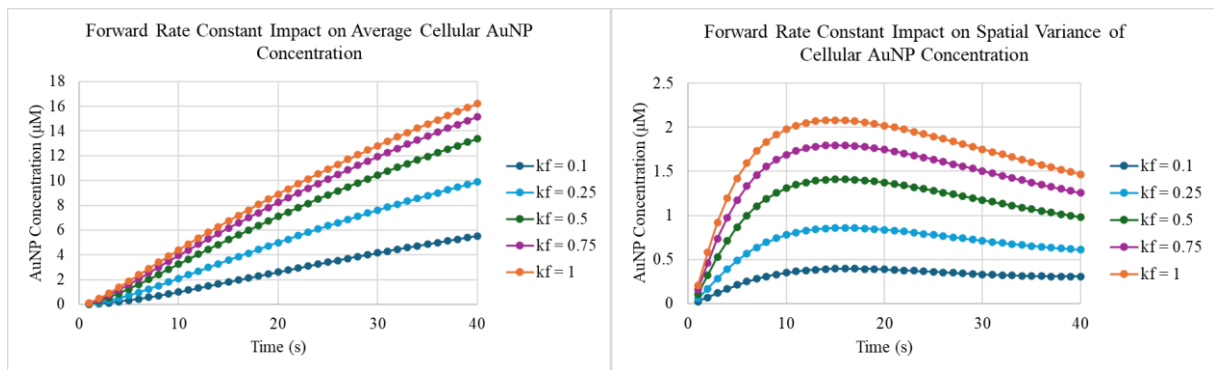 Forward Rate Constant Impact on Average Cellular AuNP
Concentration
AuNP Concentration (μM)
18
16
14
12
10
8
6
4
2
0
0
10
20
30
40
Time (s)
kf = 0.1
kf = 0.25
kf = 0.5
kf = 0.75
kf = 1
Forward Rate Constant Impact on Spatial Variance of
Cellular AuNP Concentration
AuNP Concentration (μM)
2.5
2
1.5
1
0.5
0
0
10
20
30
40
Time (s)
kf = 0.1
kf = 0.25
kf = 0.5
kf = 0.75
kf = 1